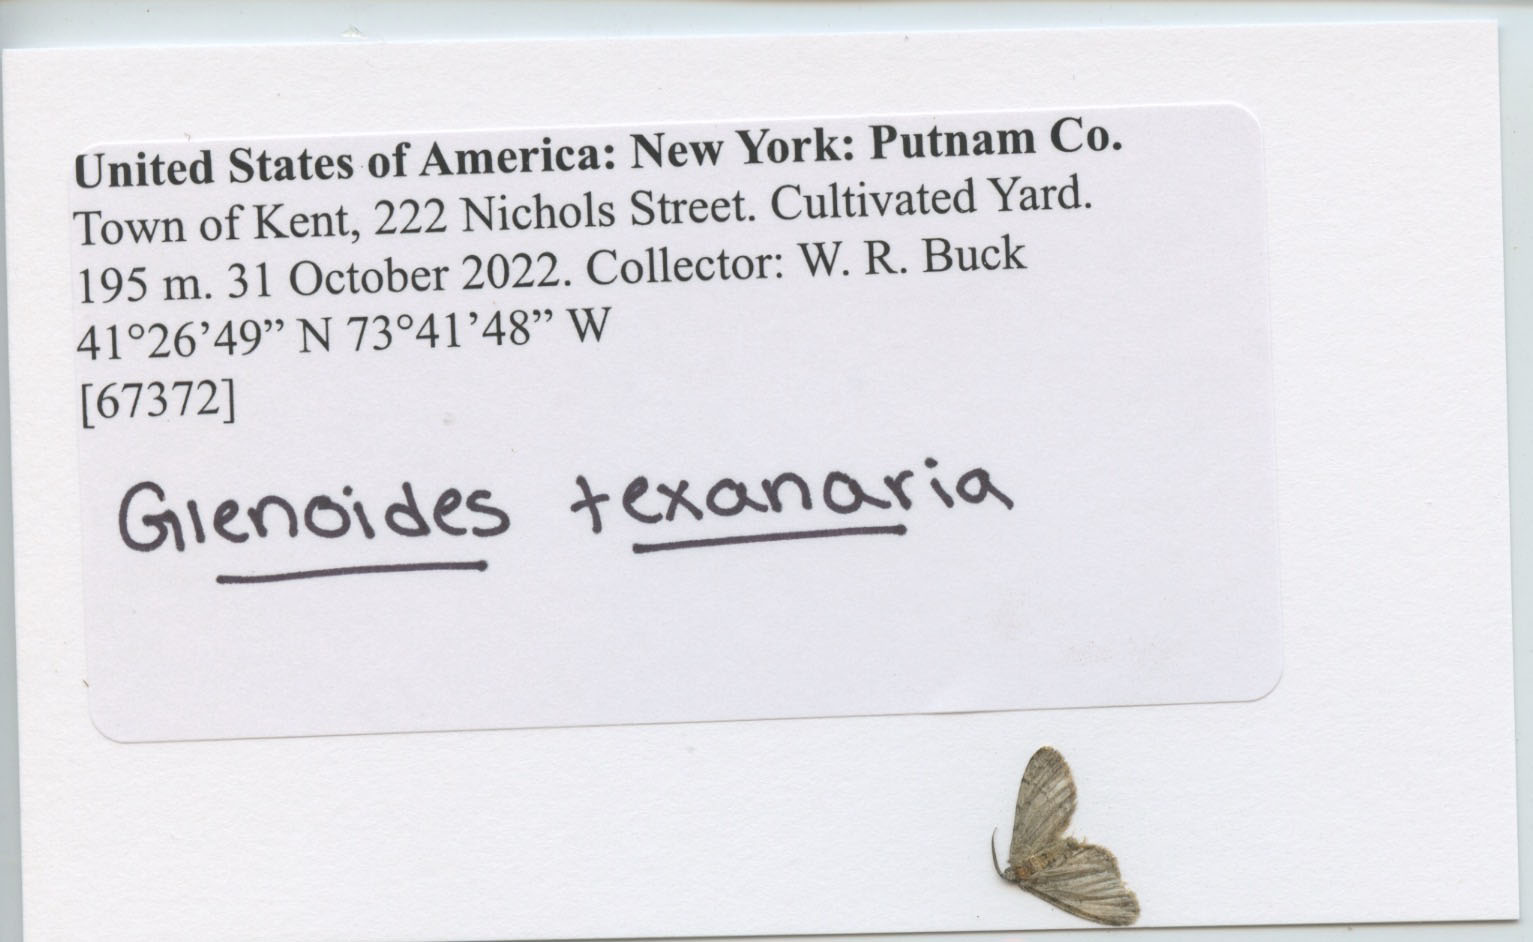 United States of America: New York: Putnam Co.
Town of Kent, 222 Nichols Street. Cultivated Yard.
195 m. 31 October 2022. Collector: W. R. Buck
41°26’49” N 73°41’48” W
[67372]
Glenoides texanaria